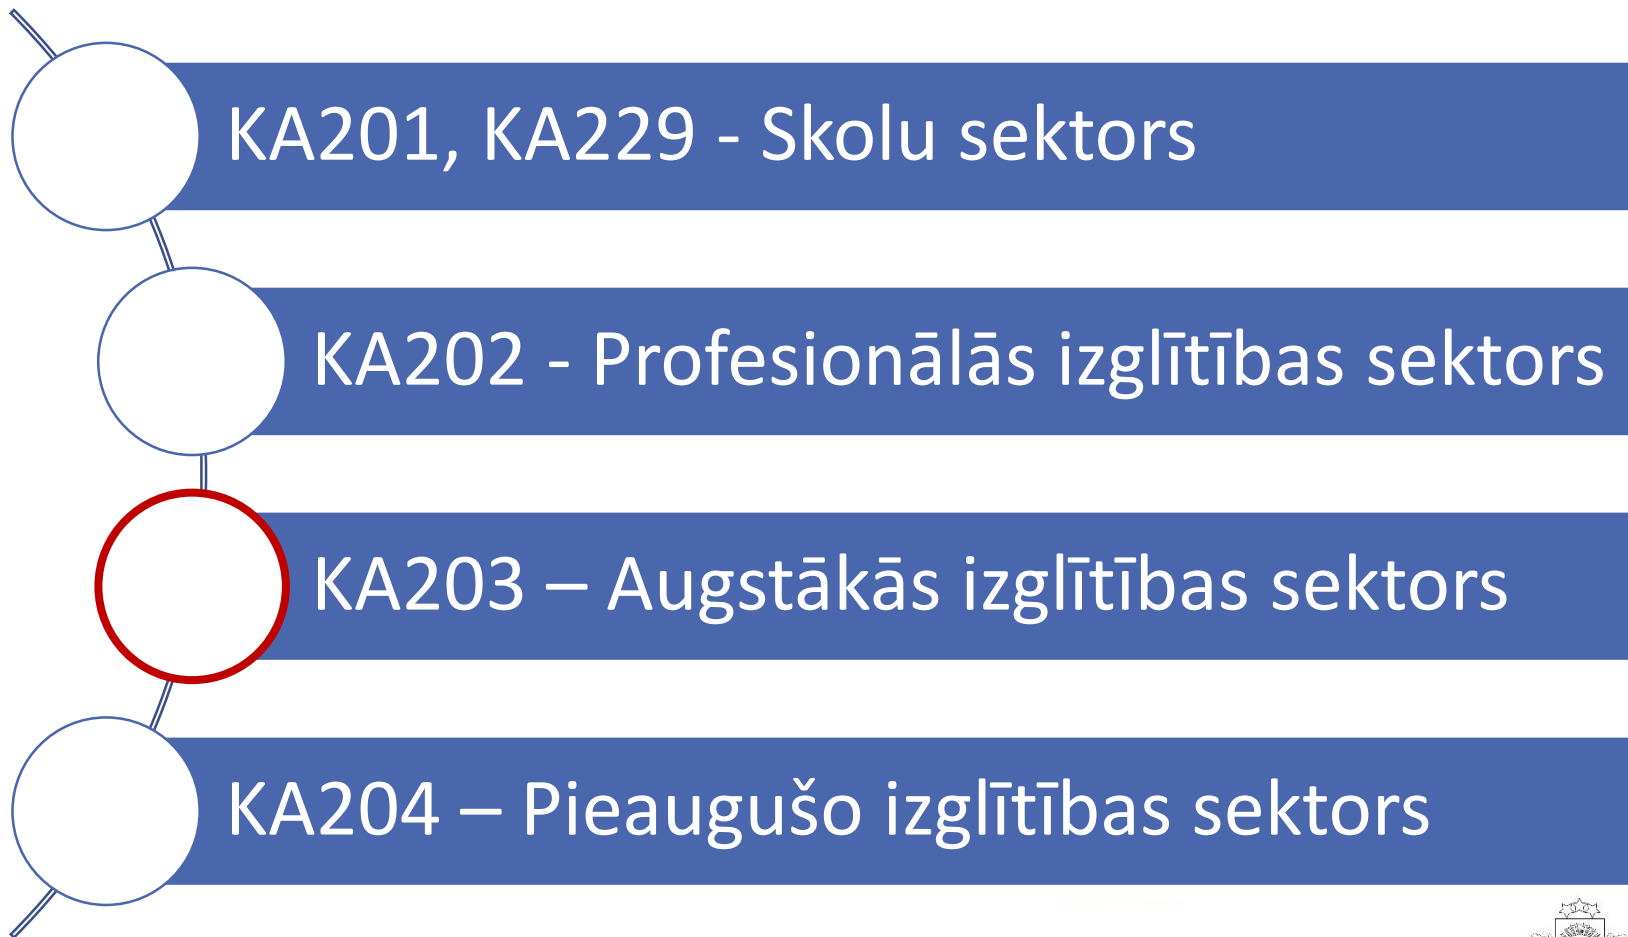 KA201, KA229 - Skolu sektors
KA202 - Profesionālās izglītības sektors
KA203 – Augstākās izglītības sektors
KA204 – Pieaugušo izglītības sektors